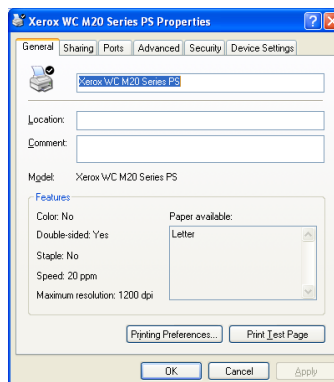 Xerox WC M20 Series PS Properties
General Sharing Ports Advanced Security Device Settings
Xerox WC M20 Series PS
Location:
Comment:
Model: Xerox WC M20 Series PS
Features
Color: No
Paper available:
Double-sided: Yes
Letter
Staple: No
Speed: 20 ppm
Maximum resolution: 1200 dpi
Printing Preferences... Print Test Page
OK Cancel Apply